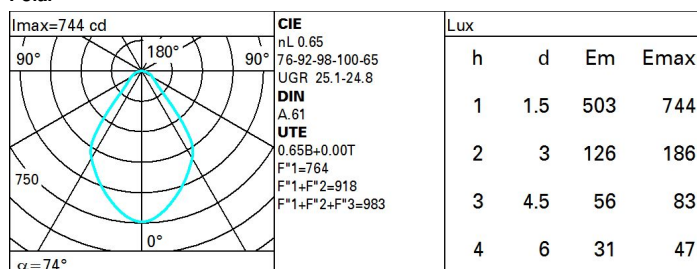 Imax=744 cd
90°
180°
90°
750
0°
α=74°
CIE
nL 0.65
76-92-98-100-65
UGR 25.1-24.8
DIN
A.61
UTE
0.65B+0.00T
F"1=764
F"1+F"2=918
F"1+F"2+F"3=983
Lux
h d Em Emax
1 1.5 503 744
2 3 126 186
3 4.5 56 83
4 6 31 47